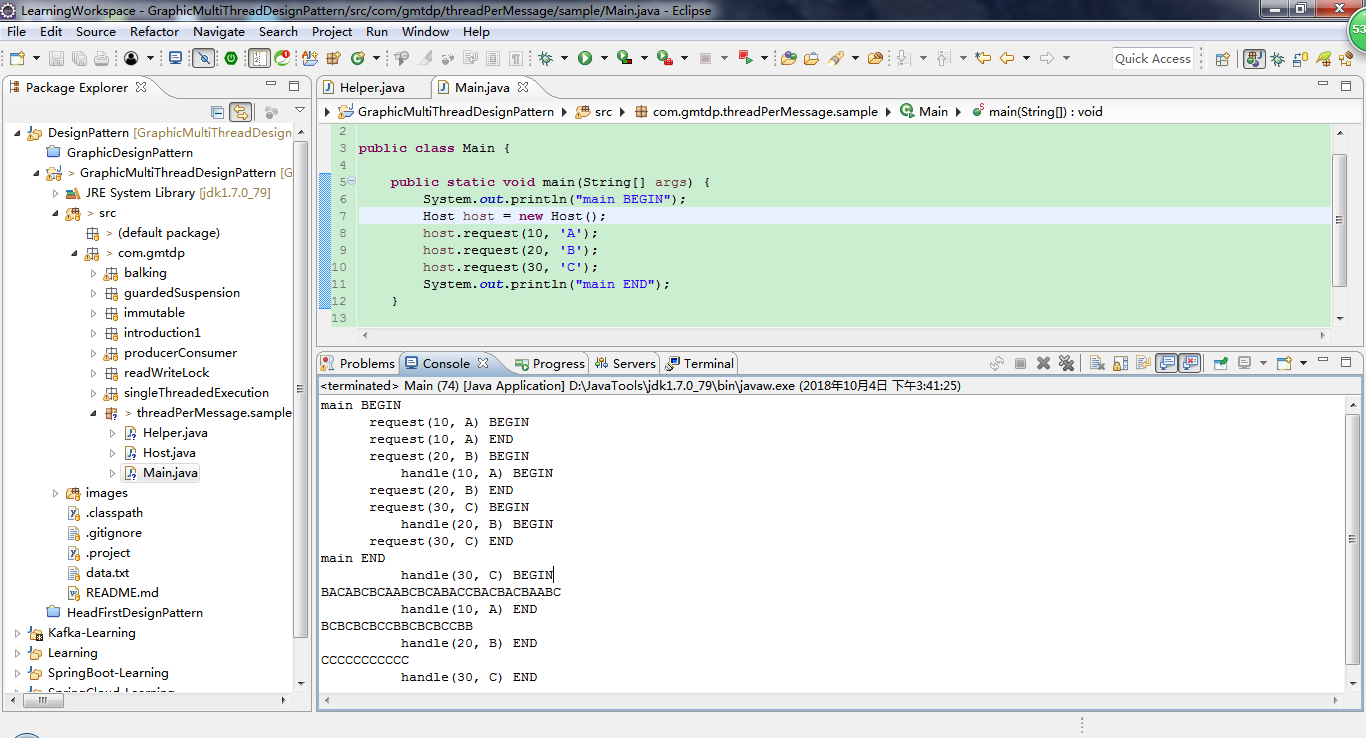 LearningWorkspace - GraphicMultiThreadDesignPattern/src/com/gmtdp/threadPerMessage/sample/Main.java - Eclipse
53
File Edit Source Refactor Navigate Search Project Run Window Help
Quick Access
Package Explorer
DesignPattern [GraphicMultiThreadDesign
GraphicDesignPattern
> GraphicMultiThreadDesignPattern [G
JRE System Library [jdk1.7.0_79]
> src
> (default package)
> com.gmtdp
balking
guardedSuspension
immutable
introduction1
producerConsumer
readWriteLock
singleThreadedExecution
> threadPerMessage.sample
Helper.java
Host.java
Main.java
images
.classpath
.gitignore
.project
data.txt
README.md
HeadFirstDesignPattern
Kafka-Learning
Learning
SpringBoot-Learning
SpringCloud-Learning
Helper.java Main.java
GraphicMultiThreadDesignPattern src com.gmtdp.threadPerMessage.sample Main main(String[]) : void
2
3 public class Main {
4
5 public static void main(String[] args) {
6 System.out.println("main BEGIN");
7 Host host = new Host();
8 host.request(10, 'A');
9 host.request(20, 'B');
10 host.request(30, 'C');
11 System.out.println("main END");
12 }
13
Problems Console Progress Servers Terminal
<terminated> Main (74) [Java Application] D:\JavaTools\jdk1.7.0_79\bin\javaw.exe (2018年10月4日 下午3:41:25)
main BEGIN
request(10, A) BEGIN
request(10, A) END
request(20, B) BEGIN
handle(10, A) BEGIN
request(20, B) END
request(30, C) BEGIN
handle(20, B) BEGIN
request(30, C) END
main END
handle(30, C) BEGIN
BACABCBCAABCBCABACCBACBACBAABC
handle(10, A) END
BCBCBCBCCBBCBCBCCBB
handle(20, B) END
CCCCCCCCCCC
handle(30, C) END